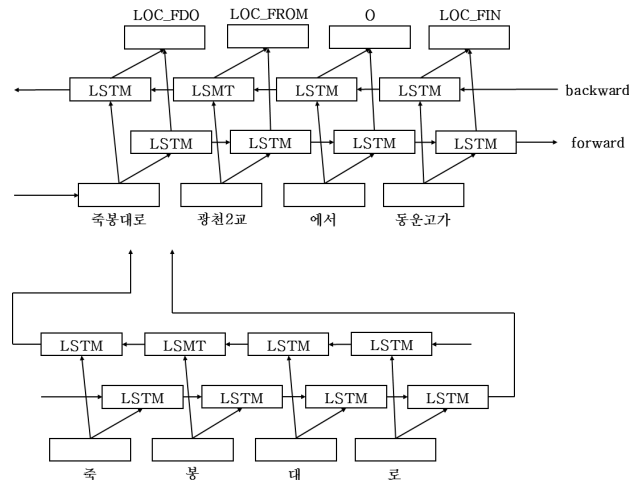 LOC_FDO LOC_FROM O LOC_FIN
LSTM LSMT LSTM LSTM backward
LSTM LSTM LSTM LSTM forward
죽봉대로 광천2교 에서 동운고가
LSTM LSMT LSTM LSTM
LSTM LSTM LSTM LSTM
죽 봉 대 로